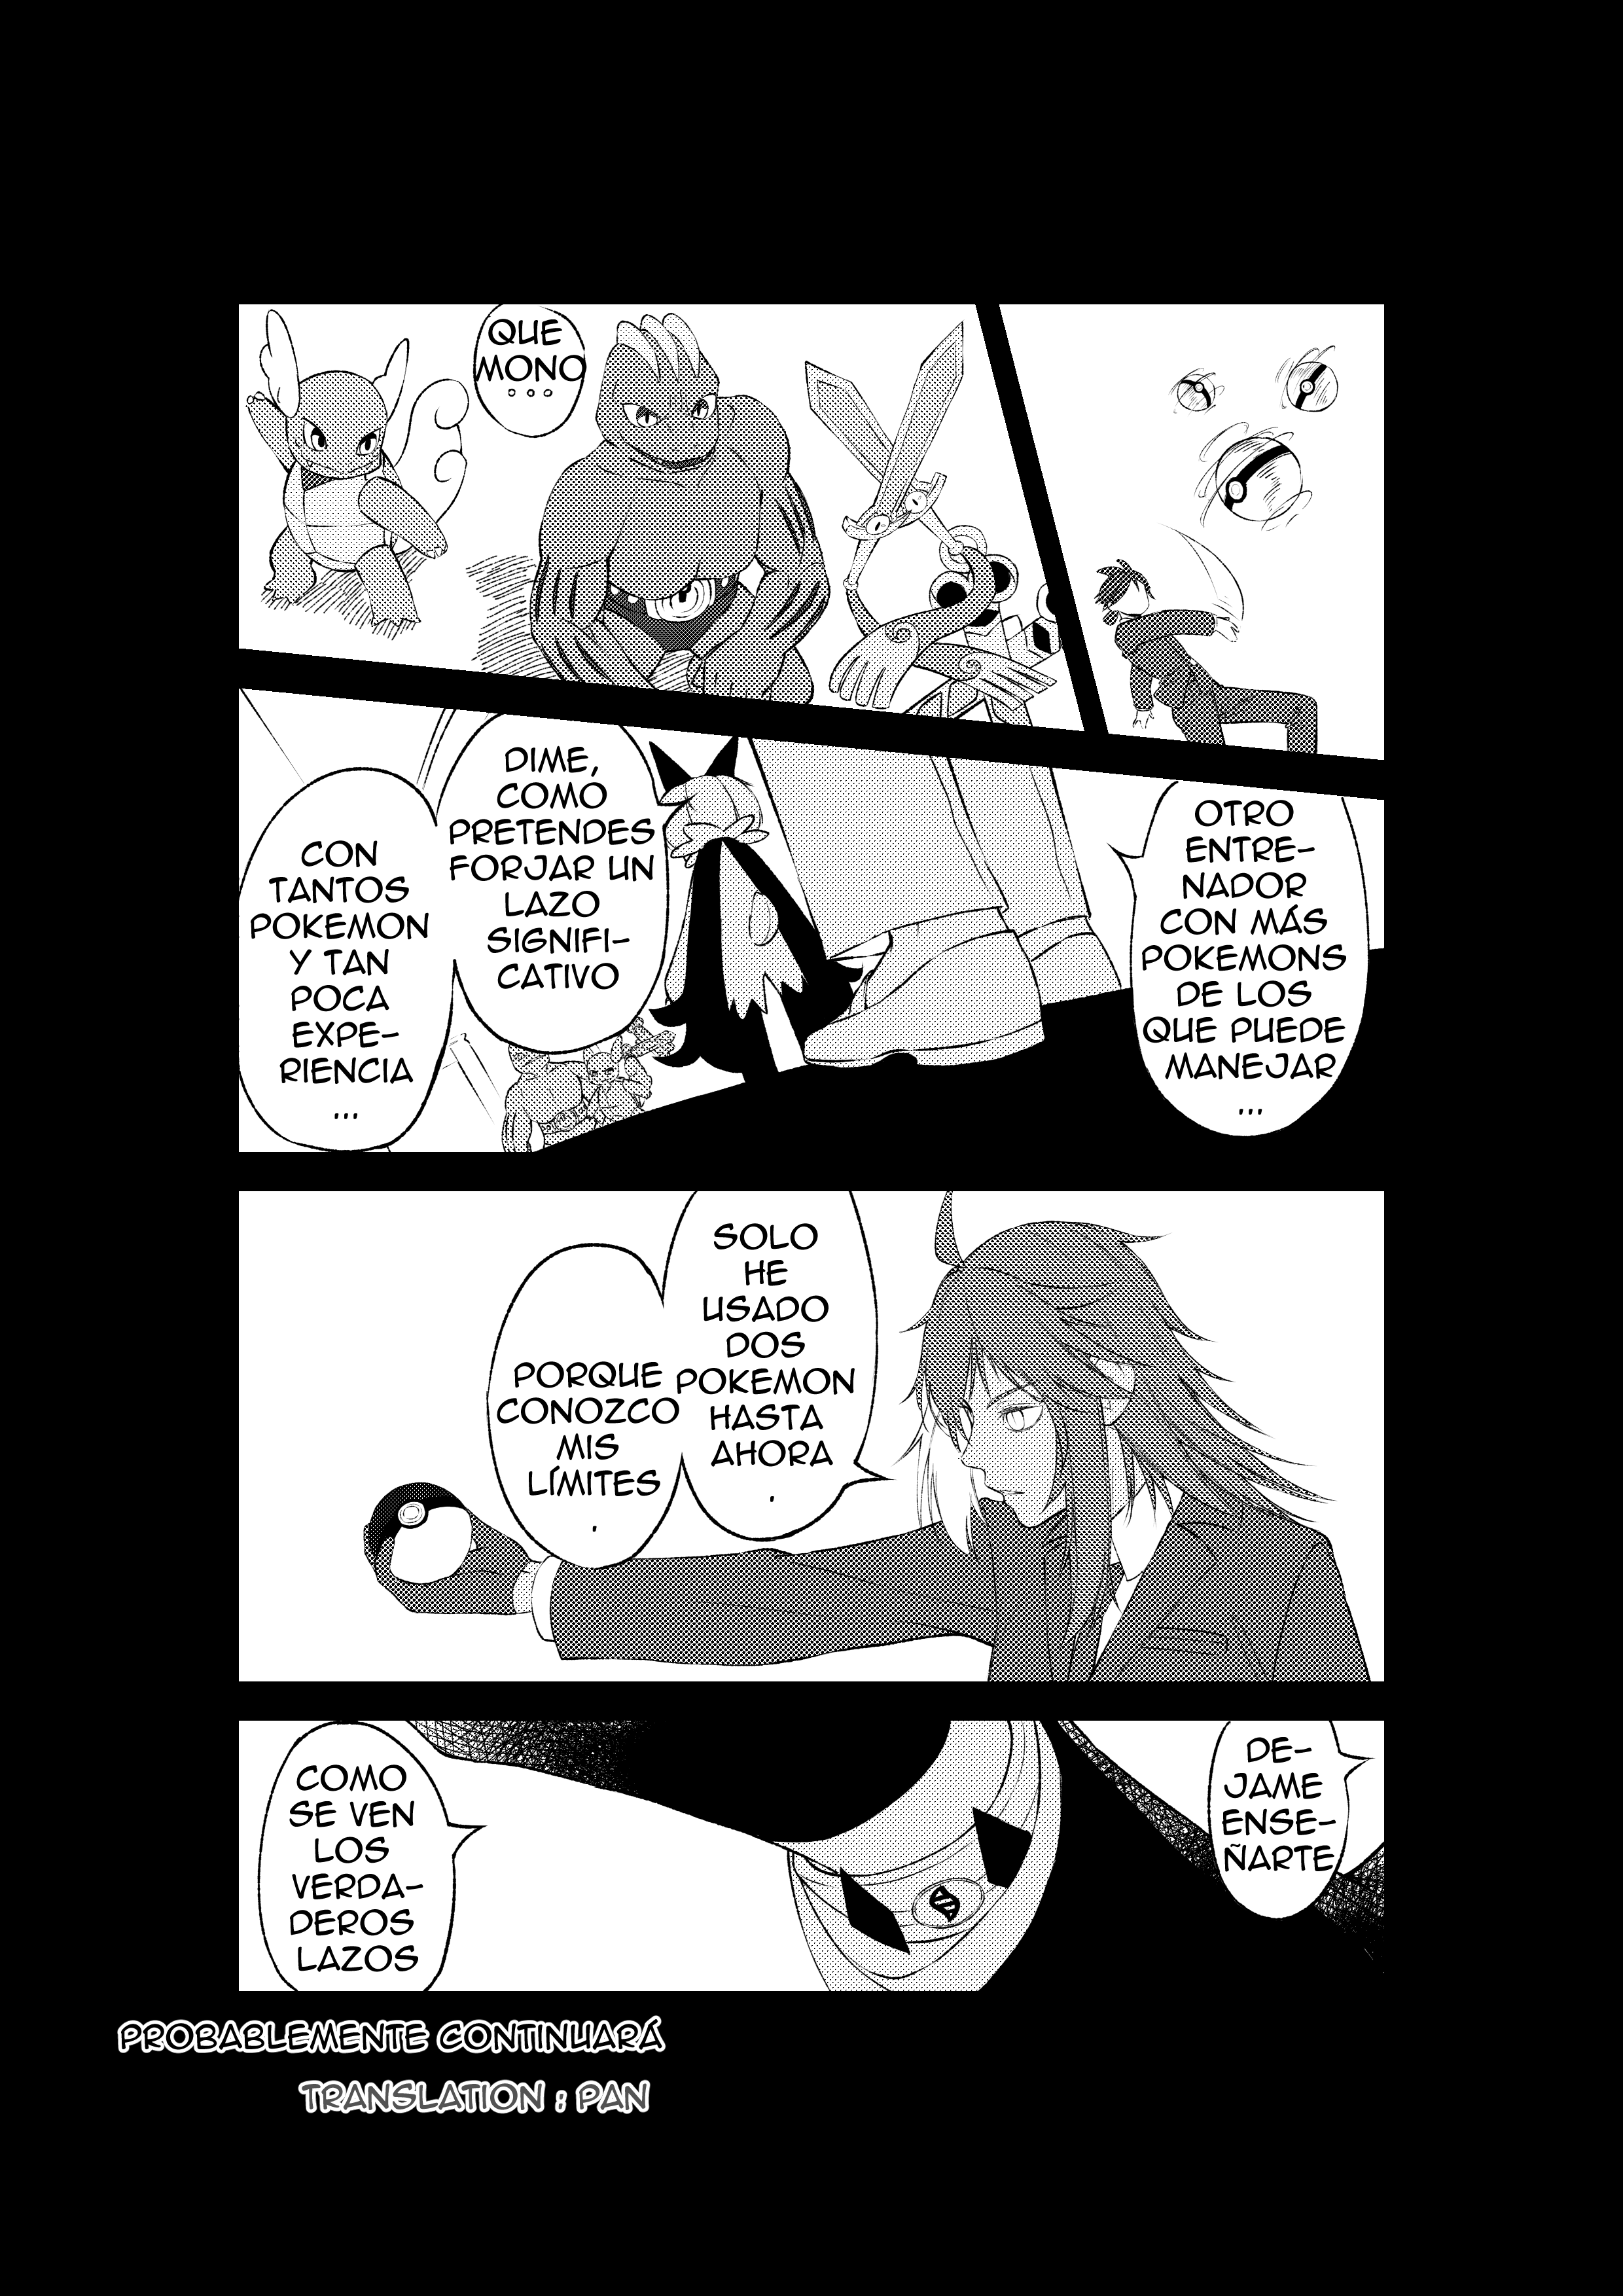 QUE
MONO
...
OTRO
ENTRE-
NADOR
CON MÁS
POKEMONS
DE LOS
QUE PUEDE
MANEJAR
...
DIME,
COMO
PRETENDES
FORJAR UN
LAZO
SIGNIFI-
CATIVO
CON
TANTOS
POKEMON
Y TAN
POCA
EXPE-
RIENCIA
...
SOLO
HE
USADO
DOS
POKEMON
HASTA
AHORA
.
PORQUE
CONOZCO
MIS
LÍMITES
.
DE-
JAME
ENSE-
ÑARTE
COMO
SE VEN
LOS
VERDA-
DEROS
LAZOS
PROBABLEMENTE CONTINUARÁ
TRANSLATION : PAN